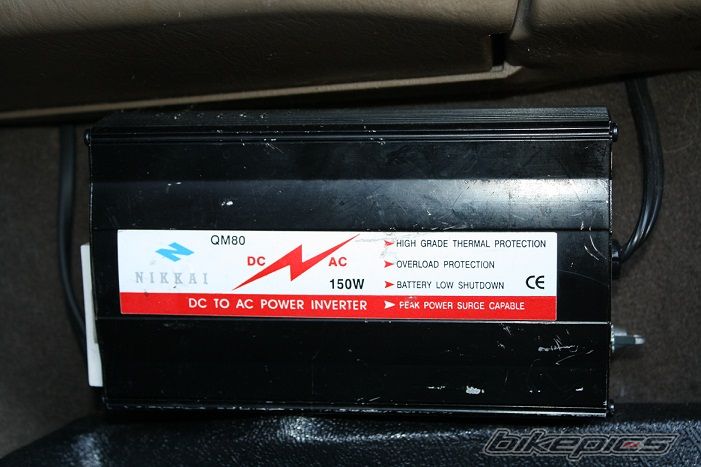 QM80
NIKKAI
DC AC
150W
DC TO AC POWER INVERTER
HIGH GRADE THERMAL PROTECTION
OVERLOAD PROTECTION
BATTERY LOW SHUTDOWN
PEAK POWER SURGE CAPABLE
CE
bikepics